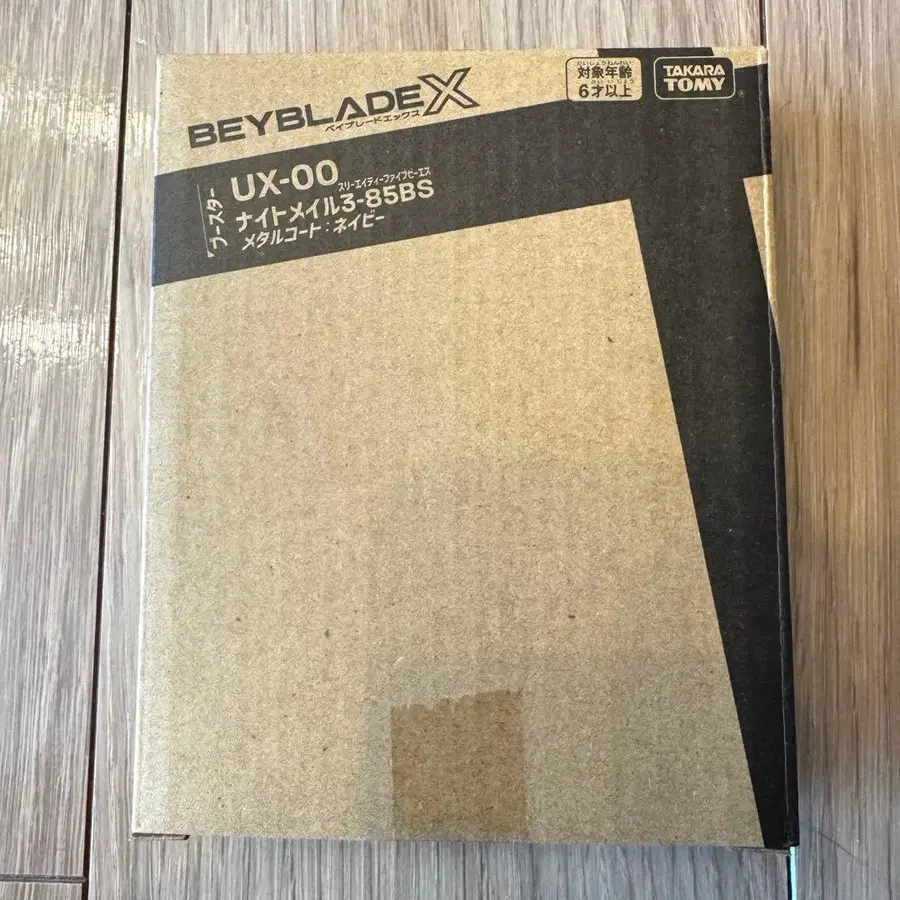 BEYBLADE X
ベイブレードエックス
たいしょうねんれい
対象年齢
さいいじょう
6才以上
TAKARA
TOMY
®
ブースター
UX-00
スリーエイティーファイブビーエス
ナイトメイル3-85BS
メタルコート:ネイビー